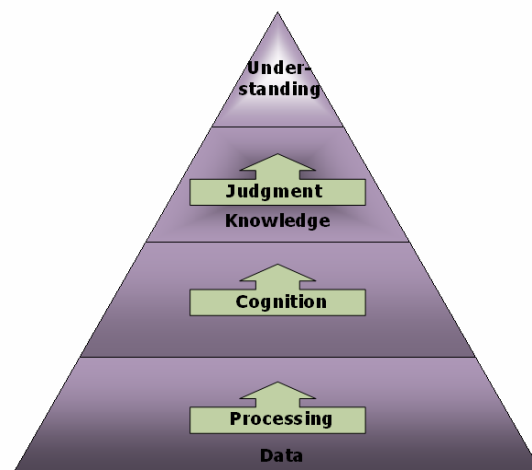 Under-
standing
Judgment
Knowledge
Cognition
Processing
Data